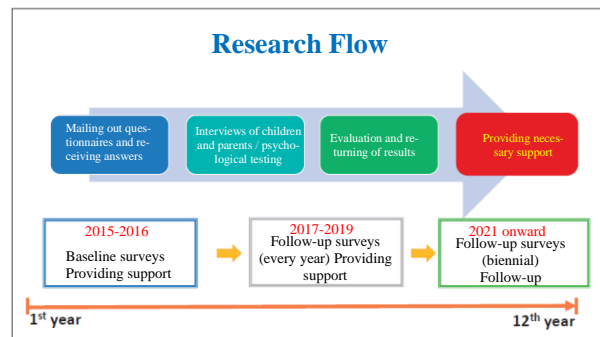 Research Flow
Mailing out ques-
tionnaires and re-
ceiving answers
Interviews of children
and parents / psycho-
logical testing
Evaluation and re-
turning of results
Providing neces-
sary support
2015-2016
Baseline surveys
Providing support
2017-2019
Follow-up surveys
(every year) Providing
support
2021 onward
Follow-up surveys
(biennial)
Follow-up
1st year
12th year